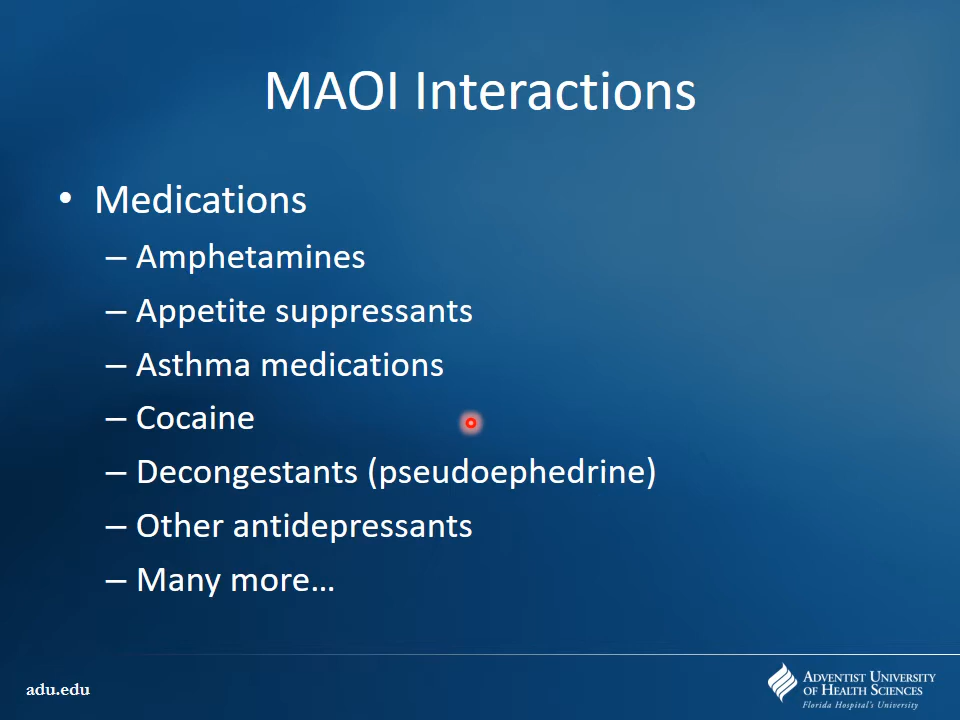 MAOI Interactions
• Medications
– Amphetamines
– Appetite suppressants
– Asthma medications
– Cocaine
– Decongestants (pseudoephedrine)
– Other antidepressants
– Many more…
adu.edu
ADVENTIST UNIVERSITY
OF HEALTH SCIENCES
Florida Hospital's University